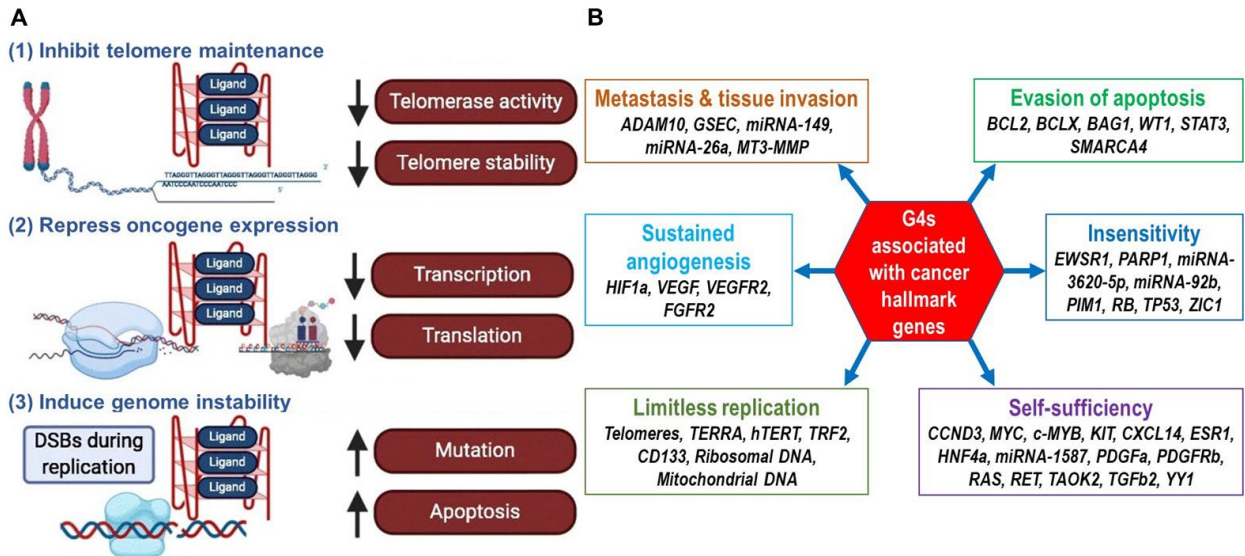 A
(1) Inhibit telomere maintenance
Ligand
Ligand
Ligand
TTAGGGTTAGGGTTAGGGTTAGGGTTAGGGTTAGGG
3'
AATCCCAATCCCAATCCC
5'
Telomerase activity
Telomere stability
(2) Repress oncogene expression
Ligand
Ligand
Ligand
Transcription
Translation
(3) Induce genome instability
DSBs during
replication
Ligand
Ligand
Ligand
Mutation
Apoptosis
B
Metastasis & tissue invasion
ADAM10, GSEC, miRNA-149,
miRNA-26a, MT3-MMP
Evasion of apoptosis
BCL2, BCLX, BAG1, WT1, STAT3,
SMARCA4
Sustained
angiogenesis
HIF1a, VEGF, VEGFR2,
FGFR2
G4s
associated
with cancer
hallmark
genes
Insensitivity
EWSR1, PARP1, miRNA-
3620-5p, miRNA-92b,
PIM1, RB, TP53, ZIC1
Limitless replication
Telomeres, TERRA, hTERT, TRF2,
CD133, Ribosomal DNA,
Mitochondrial DNA
Self-sufficiency
CCND3, MYC, c-MYB, KIT, CXCL14, ESR1,
HNF4a, miRNA-1587, PDGFa, PDGFRb,
RAS, RET, TAOK2, TGFb2, YY1